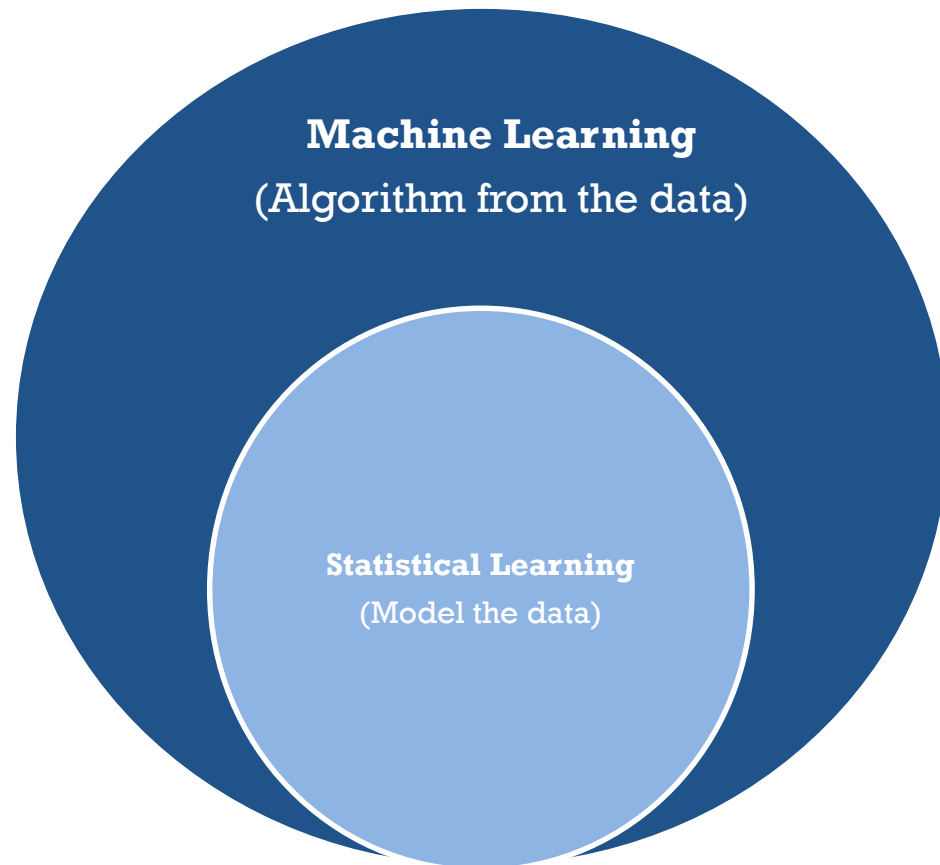 Machine Learning
(Algorithm from the data)
Statistical Learning
(Model the data)